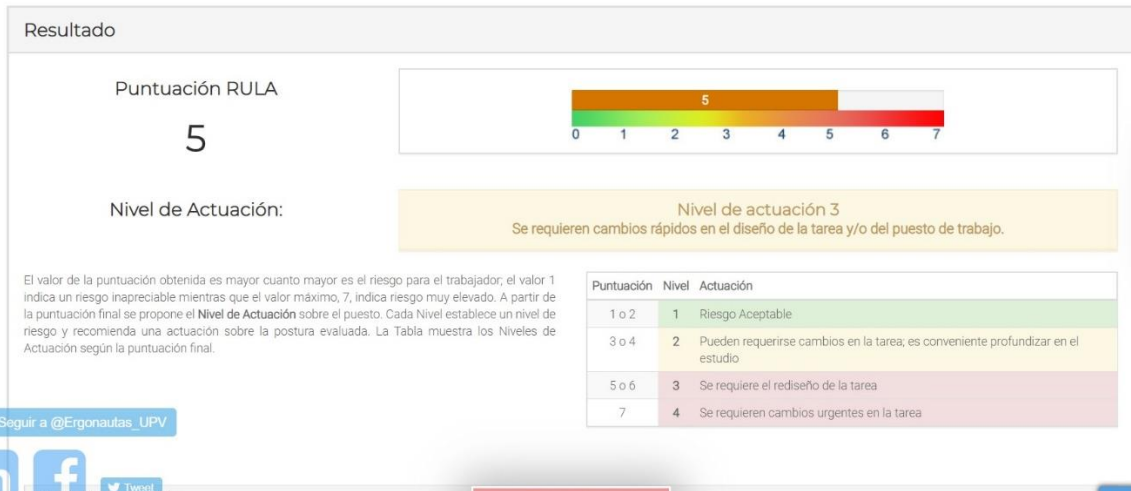 Resultado
Puntuación RULA
5
5
0 1 2 3 4 5 6 7
Nivel de Actuación:
Nivel de actuación 3
Se requieren cambios rápidos en el diseño de la tarea y/o del puesto de trabajo.
El valor de la puntuación obtenida es mayor cuanto mayor es el riesgo para el trabajador; el valor 1
indica un riesgo inapreciable mientras que el valor máximo, 7, indica riesgo muy elevado. A partir de
la puntuación final se propone el Nivel de Actuación sobre el puesto. Cada Nivel establece un nivel de
riesgo y recomienda una actuación sobre la postura evaluada. La Tabla muestra los Niveles de
Actuación según la puntuación final.
Puntuación Nivel Actuación
1 o 2 1 Riesgo Aceptable
3 o 4 2 Pueden requerirse cambios en la tarea; es conveniente profundizar en el
estudio
5 o 6 3 Se requiere el rediseño de la tarea
7 4 Se requieren cambios urgentes en la tarea
Seguir a @Ergonautas_UPV
Tweet